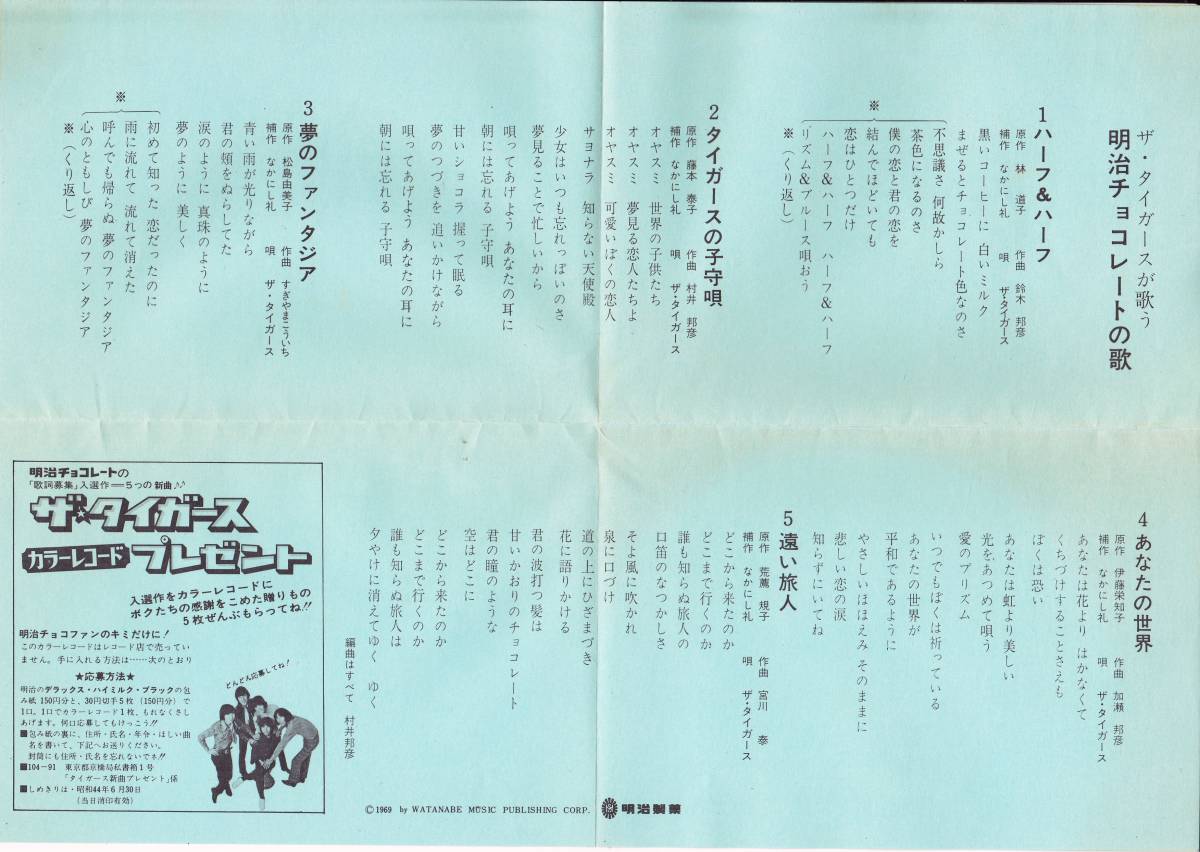 ザ・タイガースが歌う
明治チョコレートの歌
1 ハーフ&ハーフ
原作 林 道子 作曲 鈴木 邦彦
補作 なかにし礼 唄 ザ・タイガース
黒いコーヒーに 白いミルク
まぜるとチョコレート色なのさ
不思議さ 何故かしら
茶色になるのさ
僕の恋と君の恋を
結んでほどいても
恋はひとつだけ
※
ハーフ&ハーフ ハーフ&ハーフ
リズム&ブルース唄おう
※(くり返し)
2 タイガースの子守唄
原作 藤本 泰子 作曲 村井 邦彦
補作 なかにし礼 唄 ザ・タイガース
オヤスミ 世界の子供たち
オヤスミ 夢見る恋人たちよ
オヤスミ 可愛いぼくの恋人
サヨナラ 知らない天使殿
少女はいつも忘れっぽいのさ
夢見ることで忙しいから
唄ってあげよう あなたの耳に
朝には忘れる 子守唄
甘いショコラ 握って眠る
夢のつづきを 追いかけながら
唄ってあげよう あなたの耳に
朝には忘れる 子守唄
3 夢のファンタジア
原作 松島由美子 作曲 すぎやまこういち
補作 なかにし礼 唄 ザ・タイガース
青い雨が光りながら
君の頬をぬらしてた
涙のように 真珠のように
夢のように 美しく
※
初めて知った 恋だったのに
雨に流れて 流れて消えた
呼んでも帰らぬ 夢のファンタジア
心のともしび 夢のファンタジア
※(くり返し)
4 あなたの世界
原作 伊藤栄知子 作曲 加瀬 邦彦
補作 なかにし礼 唄 ザ・タイガース
あなたは花より はかなくて
くちづけすることさえも
ぼくは恐い
あなたは虹より美しい
光をあつめて唄う
愛のプリズム
いつでもぼくは祈っている
あなたの世界が
平和であるように
やさしいほほえみ そのままに
悲しい恋の涙
知らずにいてね
5 遠い旅人
原作 荒薦 規子 作曲 宮川 泰
補作 なかにし礼 唄 ザ・タイガース
どこから来たのか
どこまで行くのか
誰も知らぬ旅人の
口笛のなつかしさ
そよ風に吹かれ
泉に口づけ
道の上にひざまづき
花に語りかける
君の波打つ髪は
甘いかおりのチョコレート
君の瞳のような
空はどこに
どこから来たのか
どこまで行くのか
誰も知らぬ旅人は
夕やけに消えてゆく ゆく
編曲はすべて 村井邦彦
明治チョコレートの
「歌詞募集」入選作=5つの新曲♪♪
ザ★タイガース
カラーレコード プレゼント
入選作をカラーレコードに
ボクたちの感謝をこめた贈りもの
5枚ぜんぶもらってね!!
明治チョコファンのキミだけに!
このカラーレコードはレコード店で売ってい
ません。手に入れる方法は……次のとおり
★応募方法★
明治のデラックス・ハイミルク・ブラックの包
み紙 150円分と、30円切手5枚(150円分)で
1口。1口でカラーレコード1枚、もれなくさし
あげます。何口応募してもけっこう!!
■包み紙の裏に、住所・氏名・年令・ほしい曲
名を書いて、下記へお送りください。
封筒にも住所・氏名を忘れないでネ!!
■104-91 東京都京橋局私書箱1号
「タイガース新曲プレゼント」係
■しめきりは・昭和44年6月30日
(当日消印有効)
どんどん応募してね!
©1969 by WATANABE MUSIC PUBLISHING CORP.
明治製菓